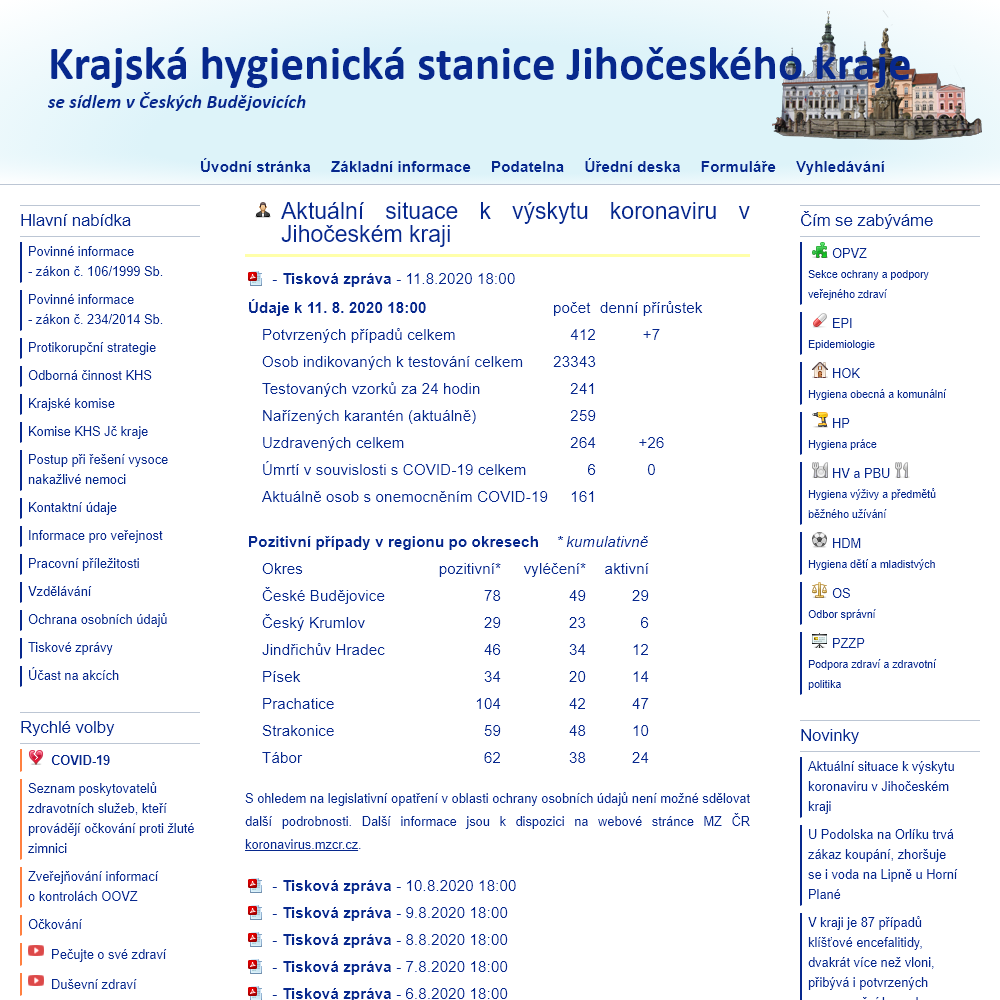 Krajská hygienická stanice Jihočeského kraje
se sídlem v Českých Budějovicích
Úvodní stránka Základní informace Podatelna Úřední deska Formuláře Vyhledávání
Hlavní nabídka
Povinné informace
- zákon č. 106/1999 Sb.
Povinné informace
- zákon č. 234/2014 Sb.
Protikorupční strategie
Odborná činnost KHS
Krajské komise
Komise KHS Jč kraje
Postup při řešení vysoce
nakažlivé nemoci
Kontaktní údaje
Informace pro veřejnost
Pracovní příležitosti
Vzdělávání
Ochrana osobních údajů
Tiskové zprávy
Účast na akcích
Rychlé volby
COVID-19
Seznam poskytovatelů
zdravotních služeb, kteří
provádějí očkování proti žluté
zimnici
Zveřejňování informací
o kontrolách OOVZ
Očkování
Pečujte o své zdraví
Duševní zdraví
Aktuální situace k výskytu koronaviru v
Jihočeském kraji
- Tisková zpráva - 11.8.2020 18:00
Údaje k 11. 8. 2020 18:00 počet denní přírůstek
Potvrzených případů celkem 412 +7
Osob indikovaných k testování celkem 23343
Testovaných vzorků za 24 hodin 241
Nařízených karantén (aktuálně) 259
Uzdravených celkem 264 +26
Úmrtí v souvislosti s COVID-19 celkem 6 0
Aktuálně osob s onemocněním COVID-19 161
Pozitivní případy v regionu po okresech * kumulativně
Okres pozitivní* vyléčení* aktivní
České Budějovice 78 49 29
Český Krumlov 29 23 6
Jindřichův Hradec 46 34 12
Písek 34 20 14
Prachatice 104 42 47
Strakonice 59 48 10
Tábor 62 38 24
S ohledem na legislativní opatření v oblasti ochrany osobních údajů není možné sdělovat
další podrobnosti. Další informace jsou k dispozici na webové stránce MZ ČR
koronavirus.mzcr.cz.
- Tisková zpráva - 10.8.2020 18:00
- Tisková zpráva - 9.8.2020 18:00
- Tisková zpráva - 8.8.2020 18:00
- Tisková zpráva - 7.8.2020 18:00
- Tisková zpráva - 6.8.2020 18:00
Čím se zabýváme
OPVZ
Sekce ochrany a podpory
veřejného zdraví
EPI
Epidemiologie
HOK
Hygiena obecná a komunální
HP
Hygiena práce
HV a PBU
Hygiena výživy a předmětů
běžného užívání
HDM
Hygiena dětí a mladistvých
OS
Odbor správní
PZZP
Podpora zdraví a zdravotní
politika
Novinky
Aktuální situace k výskytu
koronaviru v Jihočeském
kraji
U Podolska na Orlíku trvá
zákaz koupání, zhoršuje
se i voda na Lipně u Horní
Plané
V kraji je 87 případů
klíšťové encefalitidy,
dvakrát více než vloni,
přibývá i potvrzených